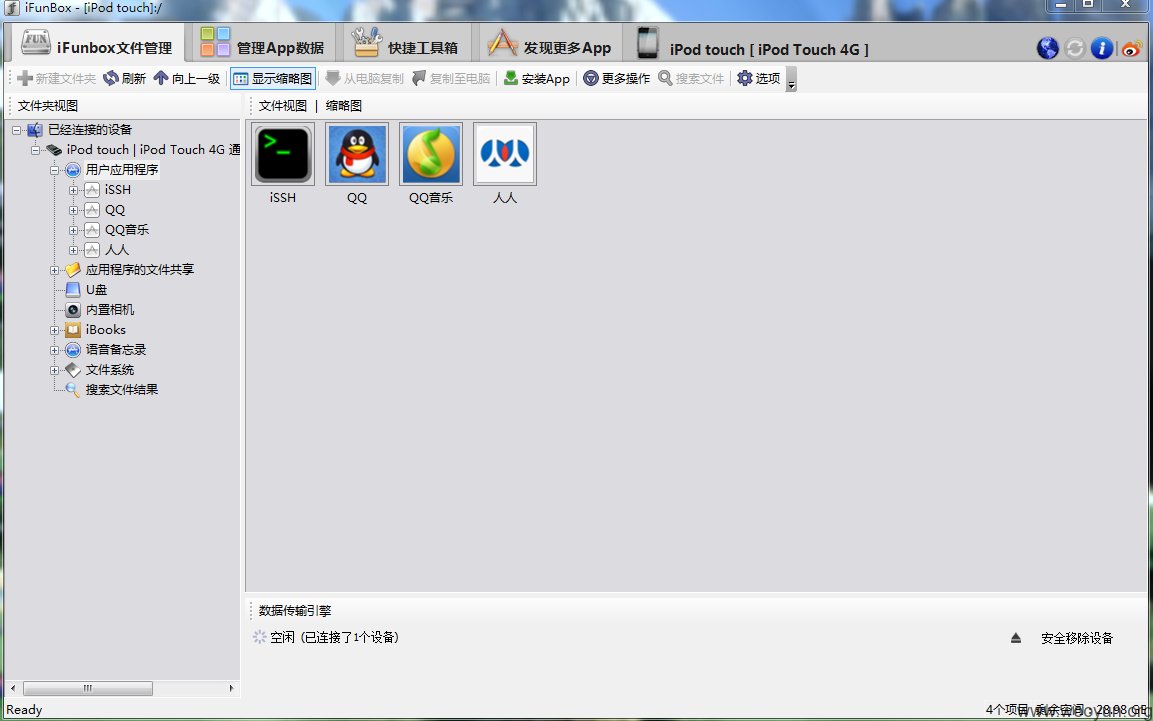 iFunBox - [iPod touch]:/
FUN iFunbox文件管理 管理App数据 快捷工具箱 发现更多App iPod touch [ iPod Touch 4G ]
新建文件夹 刷新 向上一级 显示缩略图 从电脑复制 复制至电脑 安装App 更多操作 搜索文件 选项
文件夹视图
文件视图 | 缩略图
已经连接的设备
iPod touch | iPod Touch 4G 通
用户应用程序
iSSH
QQ
QQ音乐
人人
应用程序的文件共享
U盘
内置相机
iBooks
语音备忘录
文件系统
搜索文件结果
iSSH QQ QQ音乐 人人
数据传输引擎
空闲 (已连接了1个设备)
安全移除设备
Ready
4个项目 剩余空间: 28.98 GB
www.wooyun.org